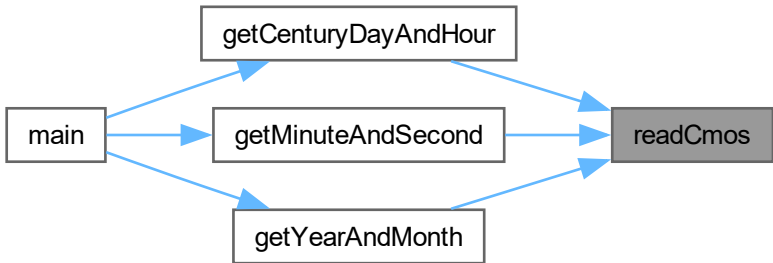 getCenturyDayAndHour
main
getMinuteAndSecond
readCmos
getYearAndMonth